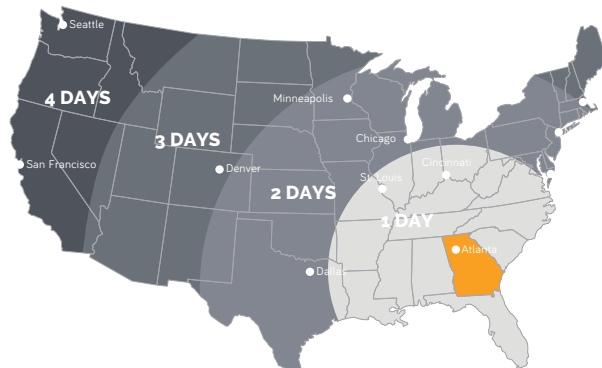 Seattle
4 DAYS
Minneapolis
3 DAYS
Chicago
San Francisco
Denver
Cincinnati
St. Louis
2 DAYS
1 DAY
Atlanta
Dallas